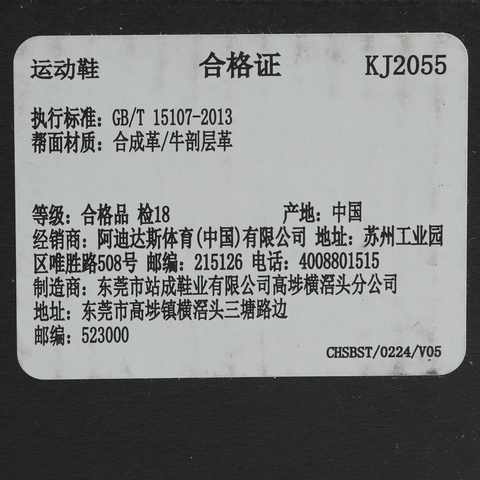 运动鞋 合格证 KJ2055
执行标准: GB/T 15107-2013
帮面材质: 合成革/牛剖层革
等级: 合格品 检18 产地: 中国
经销商: 阿迪达斯体育(中国)有限公司 地址: 苏州工业园
区唯胜路508号 邮编: 215126 电话: 4008801515
制造商: 东莞市站成鞋业有限公司高埗横滘头分公司
地址: 东莞市高埗镇横滘头三塘路边
邮编: 523000
CHSBST/0224/V05